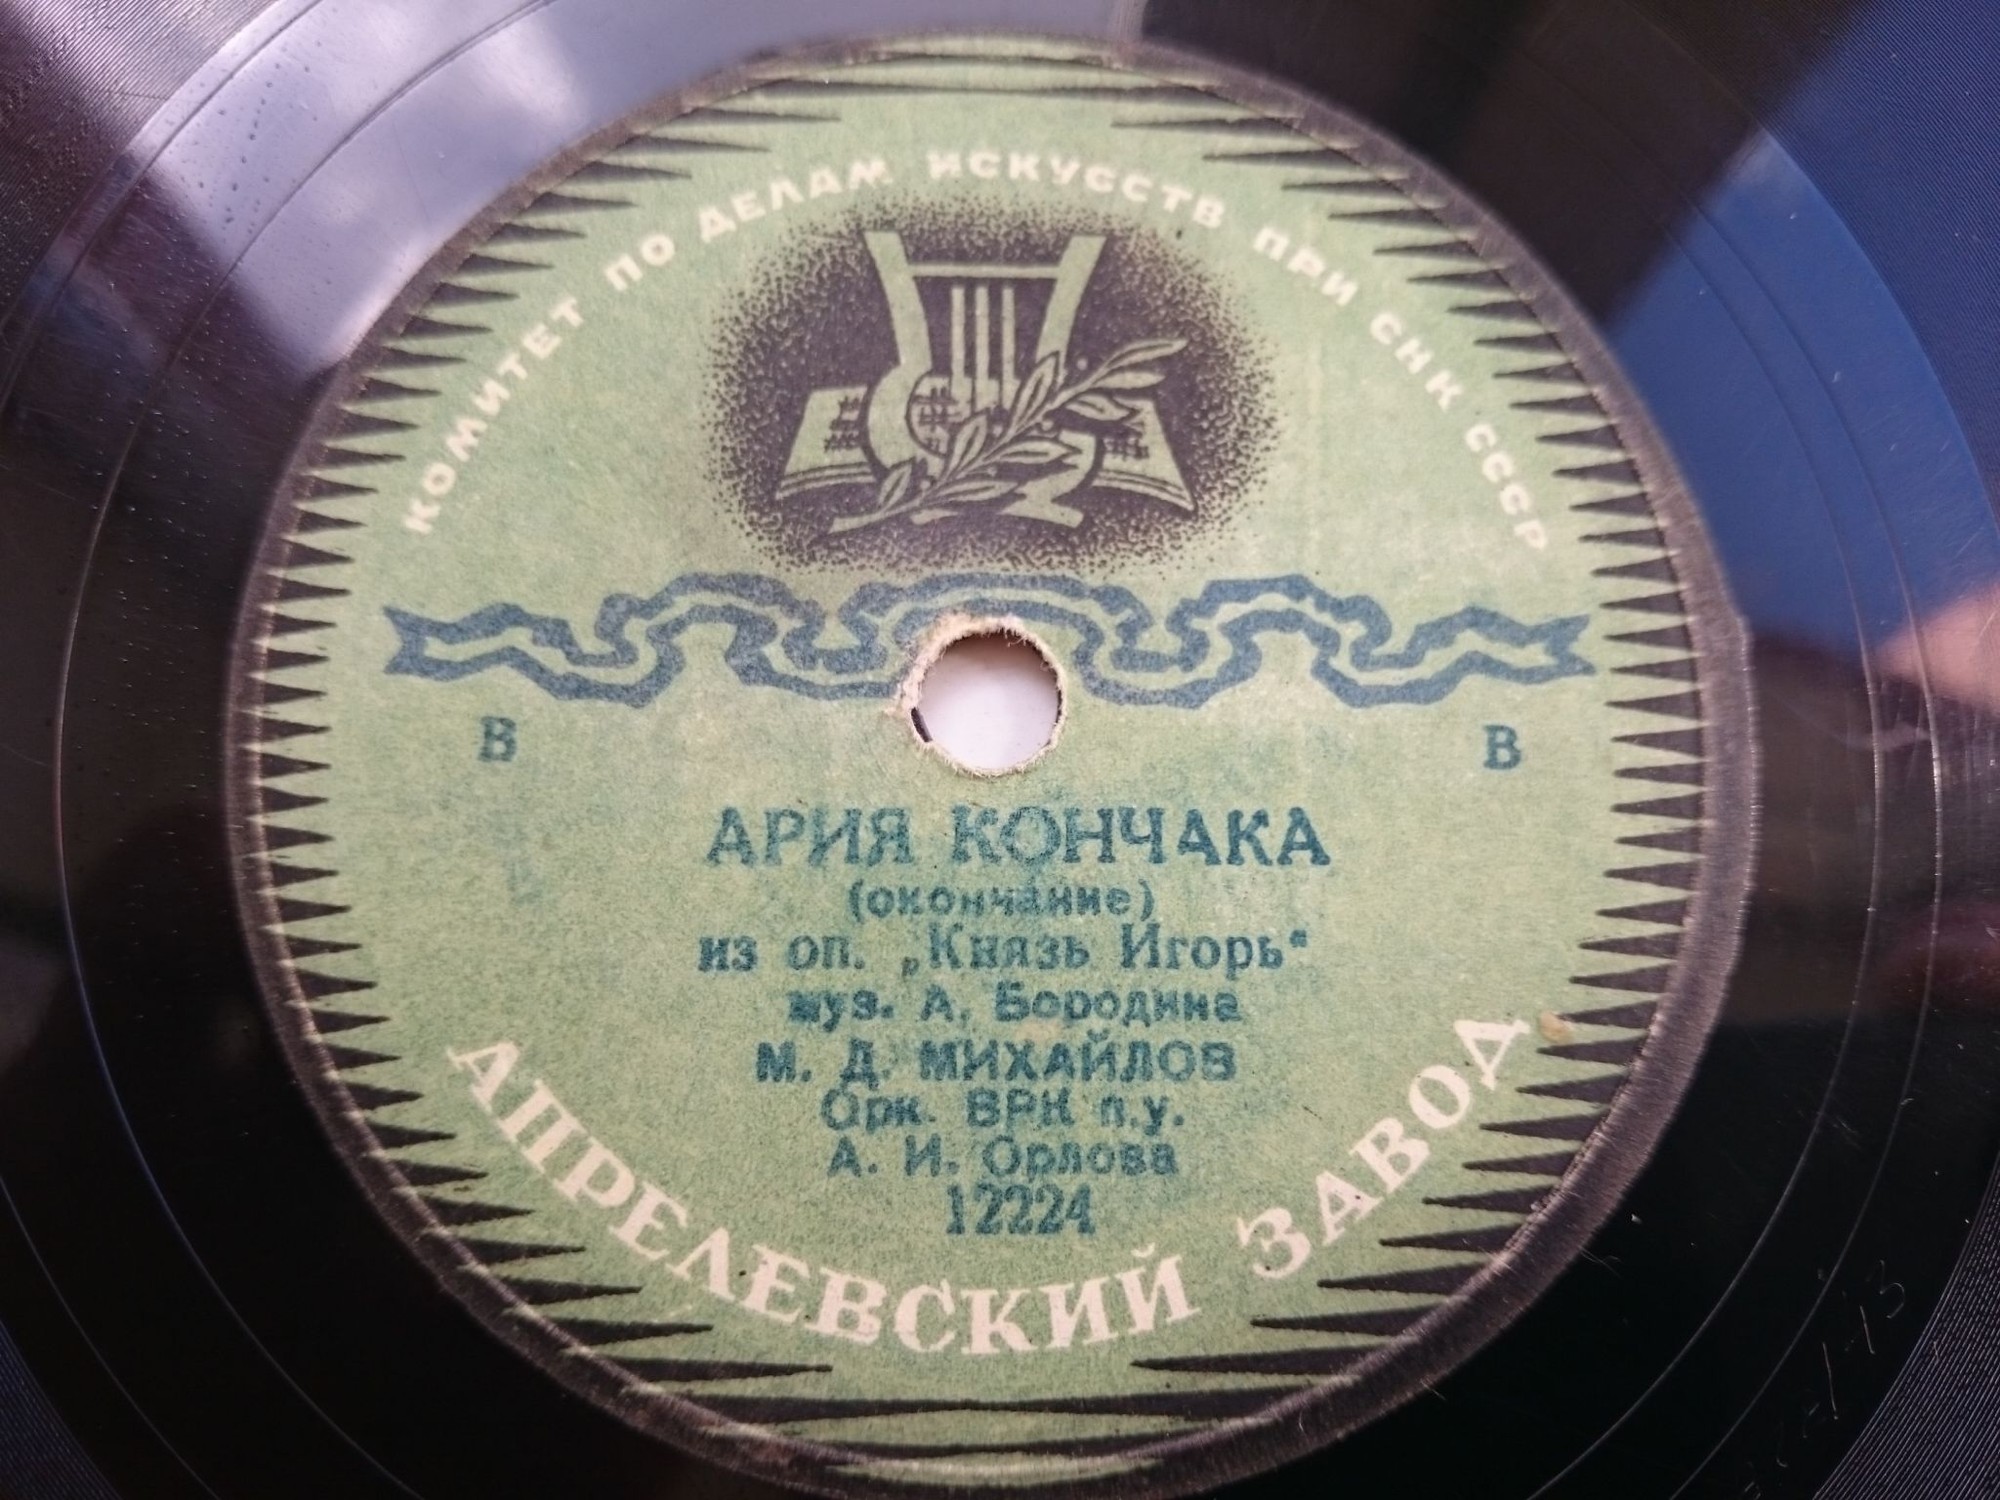 КОМИТЕТ ПО ДЕЛАМ ИСКУССТВ ПРИ СНК СССР
В В
АРИЯ КОНЧАКА
(окончание)
из оп. „Князь Игорь“
муз. А. Бородина
М. Д. МИХАЙЛОВ
Орк. ВРК п.у.
А. И. Орлова
12224
АПРЕЛЕВСКИЙ ЗАВОД